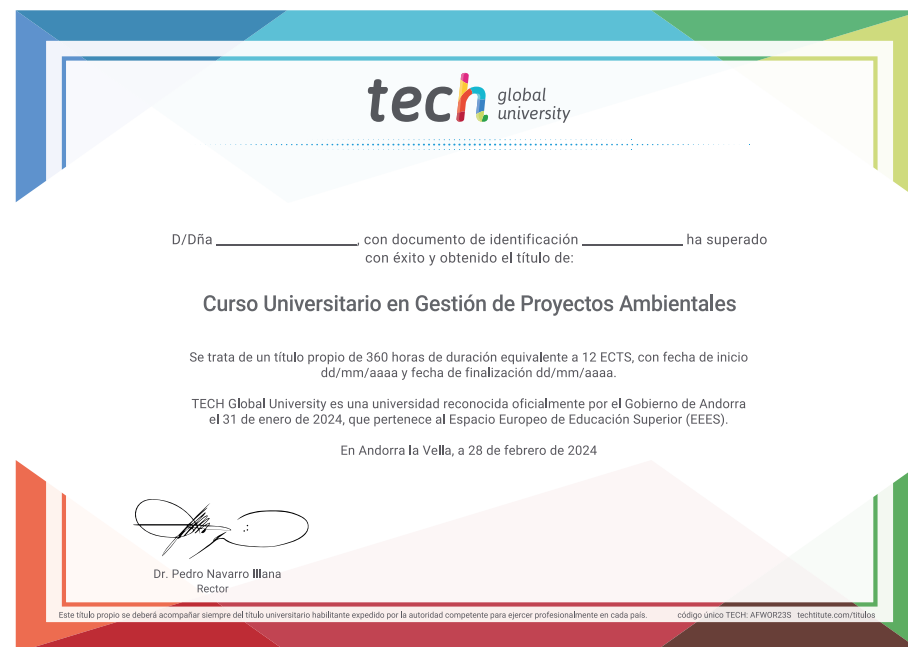 tech global university
D/Dña ________________, con documento de identificación ____________ ha superado
con éxito y obtenido el título de:
Curso Universitario en Gestión de Proyectos Ambientales
Se trata de un título propio de 360 horas de duración equivalente a 12 ECTS, con fecha de inicio
dd/mm/aaaa y fecha de finalización dd/mm/aaaa.
TECH Global University es una universidad reconocida oficialmente por el Gobierno de Andorra
el 31 de enero de 2024, que pertenece al Espacio Europeo de Educación Superior (EEES).
En Andorra la Vella, a 28 de febrero de 2024
Dr. Pedro Navarro Illana
Rector
Este título propio se deberá acompañar siempre del título universitario habilitante expedido por la autoridad competente para ejercer profesionalmente en cada país. código único TECH: AFWOR23S techtitute.com/titulos